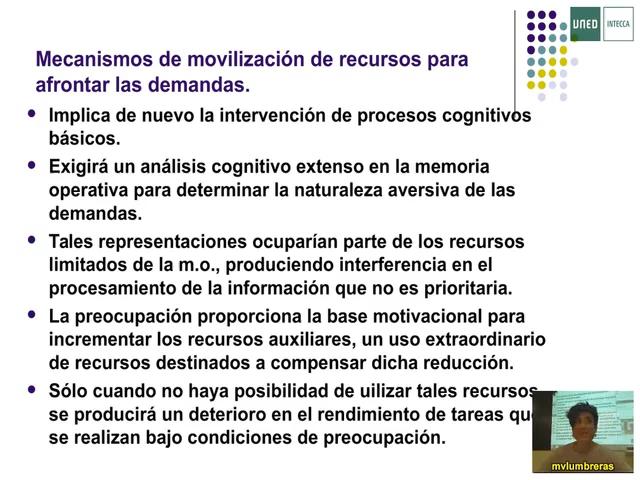 UNED
INTECCA
Mecanismos de movilización de recursos para
afrontar las demandas.
Implica de nuevo la intervención de procesos cognitivos
básicos.
Exigirá un análisis cognitivo extenso en la memoria
operativa para determinar la naturaleza aversiva de las
demandas.
Tales representaciones ocuparían parte de los recursos
limitados de la m.o., produciendo interferencia en el
procesamiento de la información que no es prioritaria.
La preocupación proporciona la base motivacional para
incrementar los recursos auxiliares, un uso extraordinario
de recursos destinados a compensar dicha reducción.
Sólo cuando no haya posibilidad de uilizar tales recursos
se producirá un deterioro en el rendimiento de tareas que
se realizan bajo condiciones de preocupación.
mvlumbreras